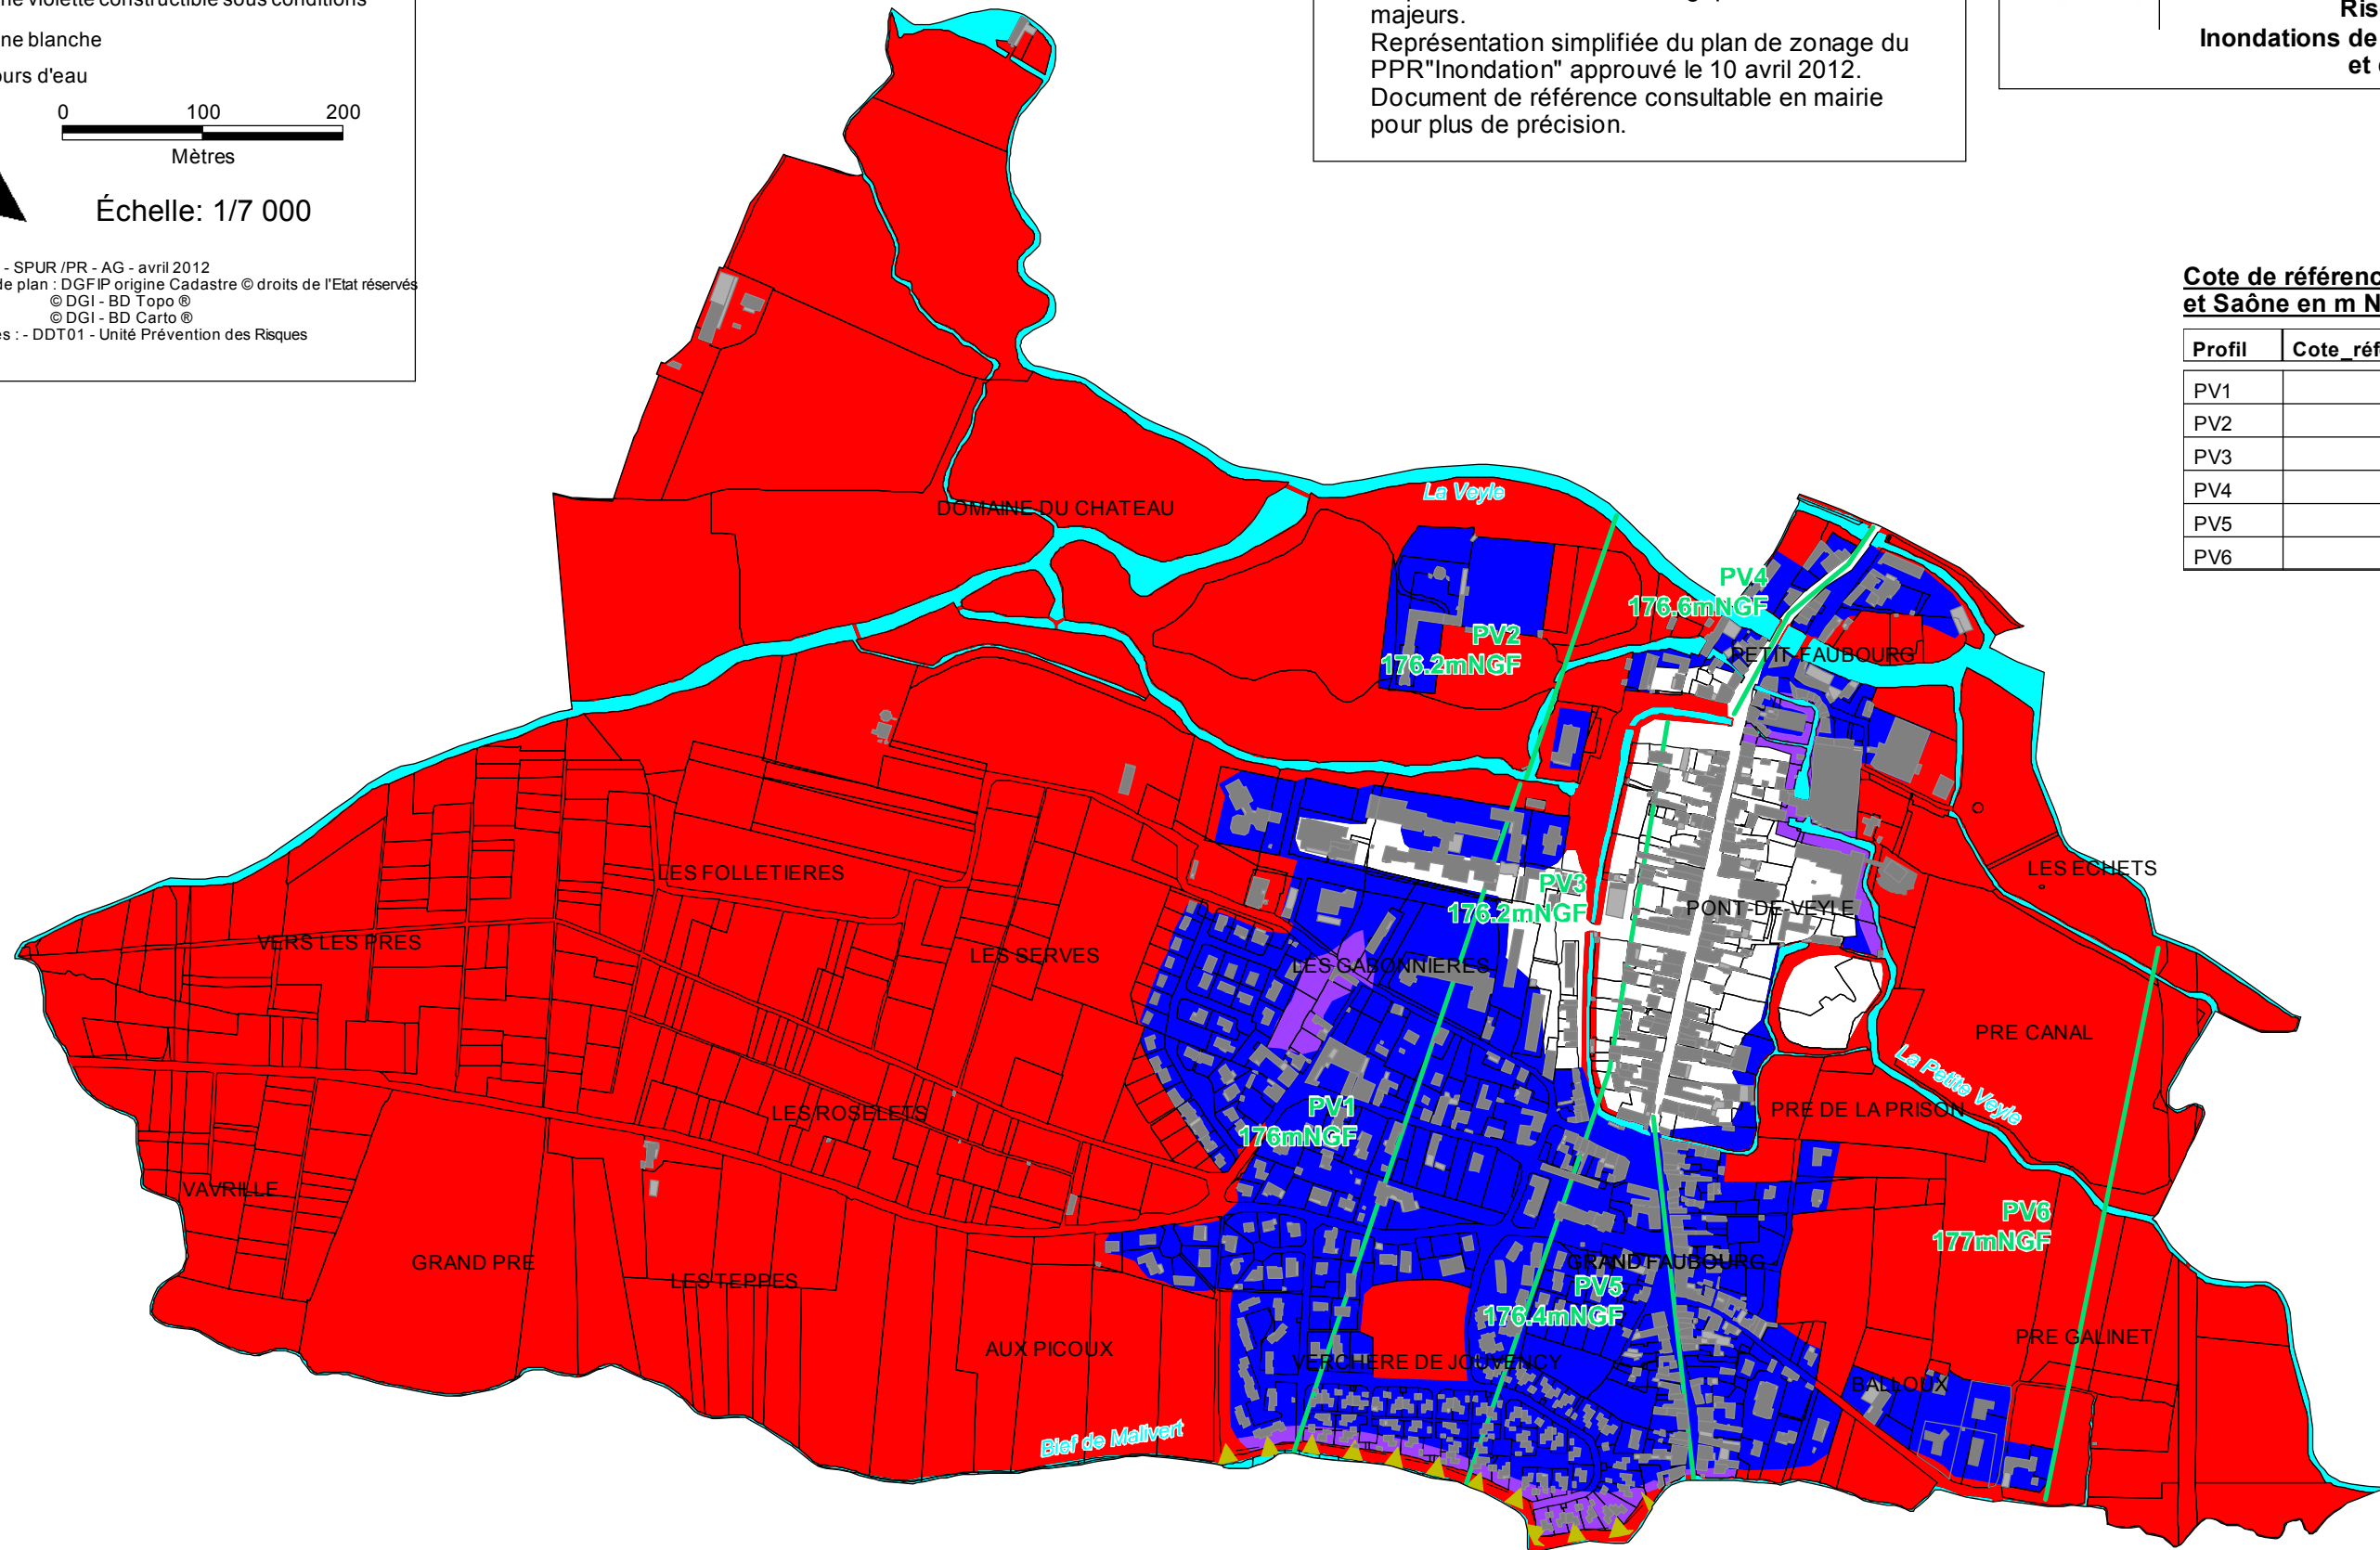 violette constructible sous conditions
blanche
d'eau
0 100 200
Mètres
Échelle: 1/7 000
- SPUR /PR - AG - avril 2012
de plan : DGFIP origine Cadastre © droits de l'Etat réservés
© DGI - BD Topo ®
© DGI - BD Carto ®
: - DDT01 - Unité Prévention des Risques
majeurs.
Représentation simplifiée du plan de zonage du
PPR"Inondation" approuvé le 10 avril 2012.
Document de référence consultable en mairie
pour plus de précision.
Inondations de
et
Cote de
et Saône en m
Profil
PV1
PV2
PV3
PV4
PV5
PV6
La Veyle
DOMAINE DU CHATEAU
PV4
176.6mNGF
PV2
176.2mNGF
PETIT-FAUBOURG
LES FOLLETIERES
LES ECHETS
PV3
176.2mNGF
PONT-DE-VEYLE
VERS LES PRES
LES SERVES
LES GABONNIERES
PRE CANAL
La Petite Veyle
LES ROSELETS
PV1
176mNGF
PRE DE LA PRISON
VAVRILLE
PV6
177mNGF
GRAND PRE
LES TEPPES
GRAND FAUBOURG
PV5
176.4mNGF
AUX PICOUX
VERCHERE DE JOUVENCY
PRE GALINET
BALLOUX
Bief de Malivert